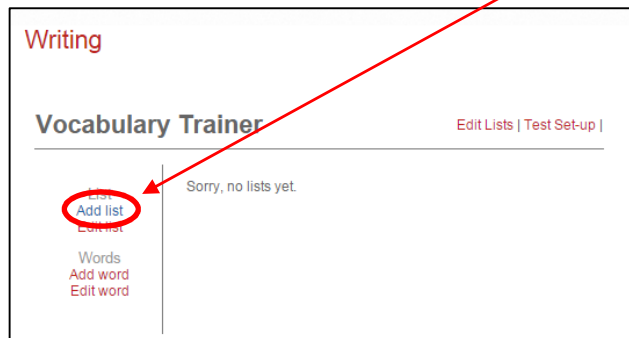 Writing
Vocabulary Trainer
Edit Lists | Test Set-up |
List
Add list
Edit list
Words
Add word
Edit word
Sorry, no lists yet.